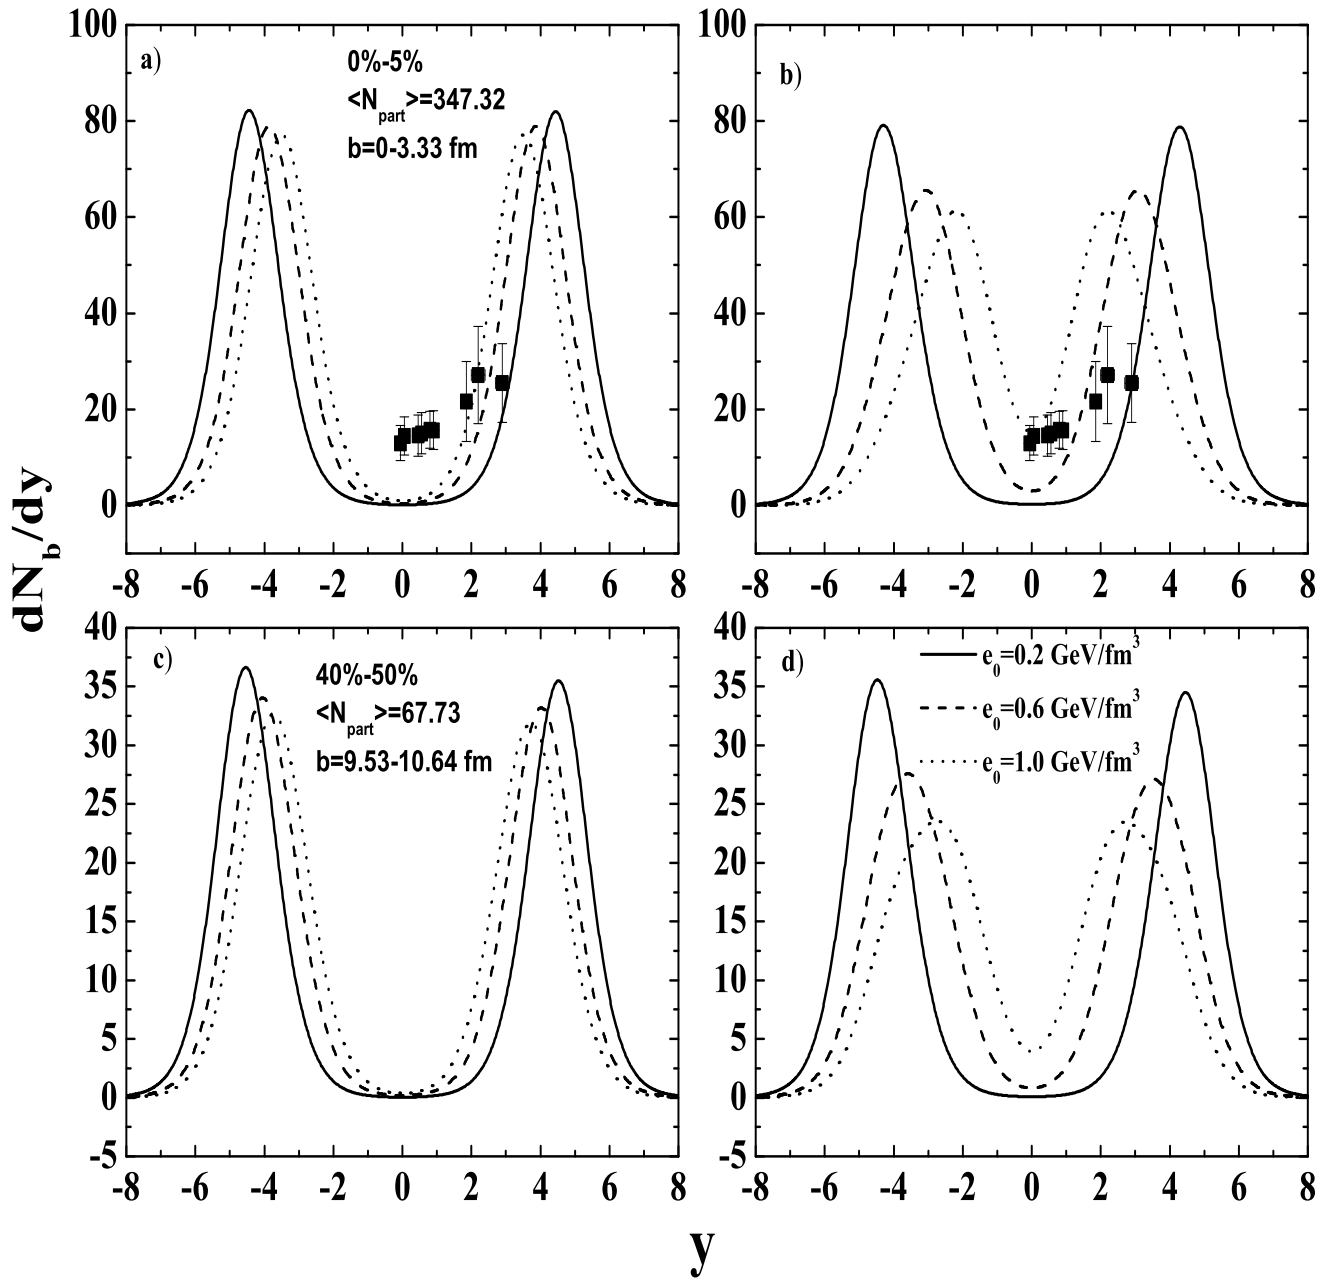 a)
0%-5%
<N_part>=347.32
b=0-3.33 fm
100
80
60
40
20
0
-8 -6 -4 -2 0 2 4 6 8
b)
100
80
60
40
20
0
-8 -6 -4 -2 0 2 4 6 8
dN_b/dy
c)
40%-50%
<N_part>=67.73
b=9.53-10.64 fm
40
35
30
25
20
15
10
5
0
-5
-8 -6 -4 -2 0 2 4 6 8
d)
e_0=0.2 GeV/fm^3
e_0=0.6 GeV/fm^3
e_0=1.0 GeV/fm^3
40
35
30
25
20
15
10
5
0
-5
-8 -6 -4 -2 0 2 4 6 8
y